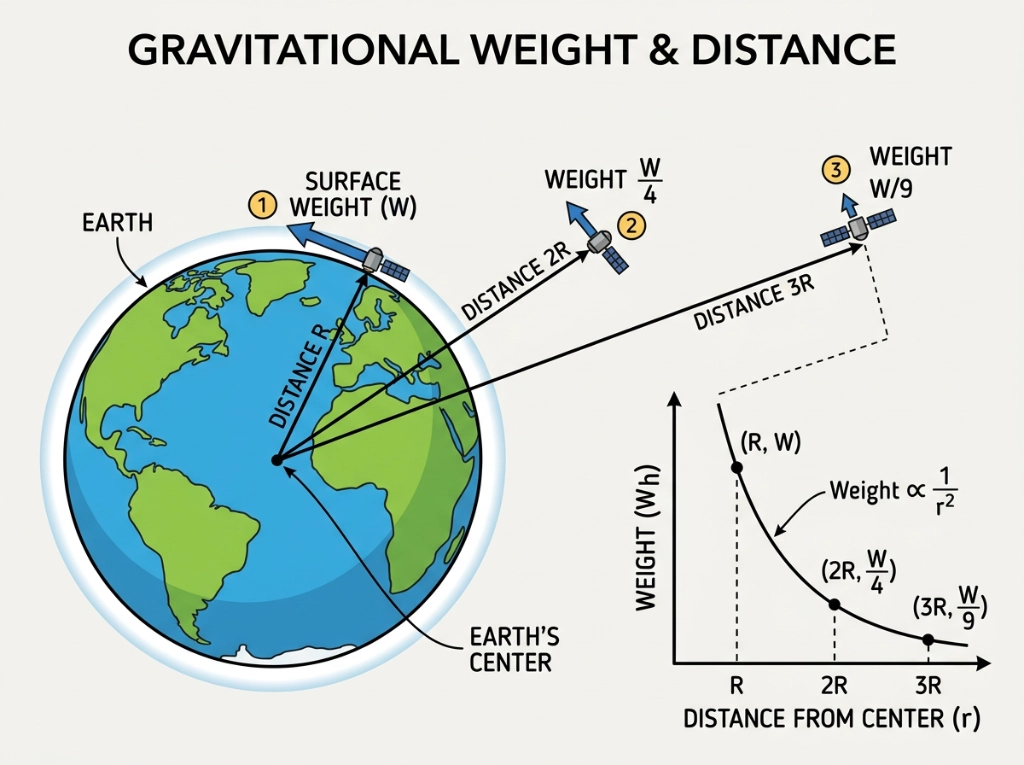 GRAVITATIONAL WEIGHT & DISTANCE
EARTH
1
SURFACE
WEIGHT (W)
WEIGHT W/4
2
3
WEIGHT
W/9
DISTANCE R
DISTANCE 2R
DISTANCE 3R
EARTH'S
CENTER
WEIGHT (Wh)
(R, W)
Weight ∝ 1/r²
(2R, W/4)
(3R, W/9)
R 2R 3R
DISTANCE FROM CENTER (r)